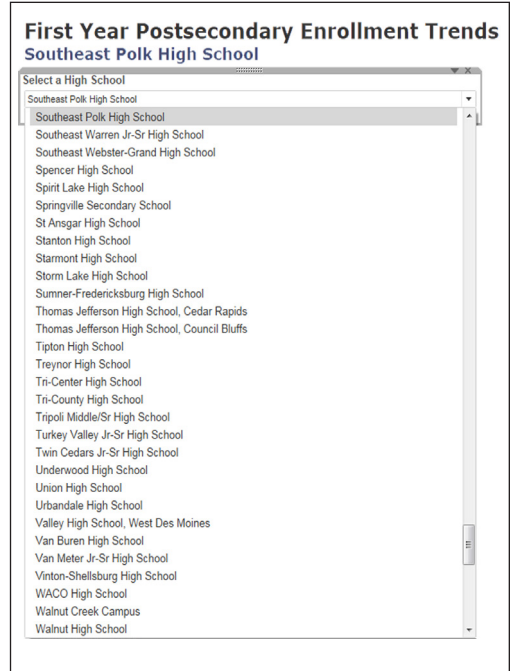 First Year Postsecondary Enrollment Trends
Southeast Polk High School
Select a High School
Southeast Polk High School
Southeast Polk High School
Southeast Warren Jr-Sr High School
Southeast Webster-Grand High School
Spencer High School
Spirit Lake High School
Springville Secondary School
St Ansgar High School
Stanton High School
Starmont High School
Storm Lake High School
Sumner-Fredericksburg High School
Thomas Jefferson High School, Cedar Rapids
Thomas Jefferson High School, Council Bluffs
Tipton High School
Treynor High School
Tri-Center High School
Tri-County High School
Tripoli Middle/Sr High School
Turkey Valley Jr-Sr High School
Twin Cedars Jr-Sr High School
Underwood High School
Union High School
Urbandale High School
Valley High School, West Des Moines
Van Buren High School
Van Meter Jr-Sr High School
Vinton-Shellsburg High School
WACO High School
Walnut Creek Campus
Walnut High School